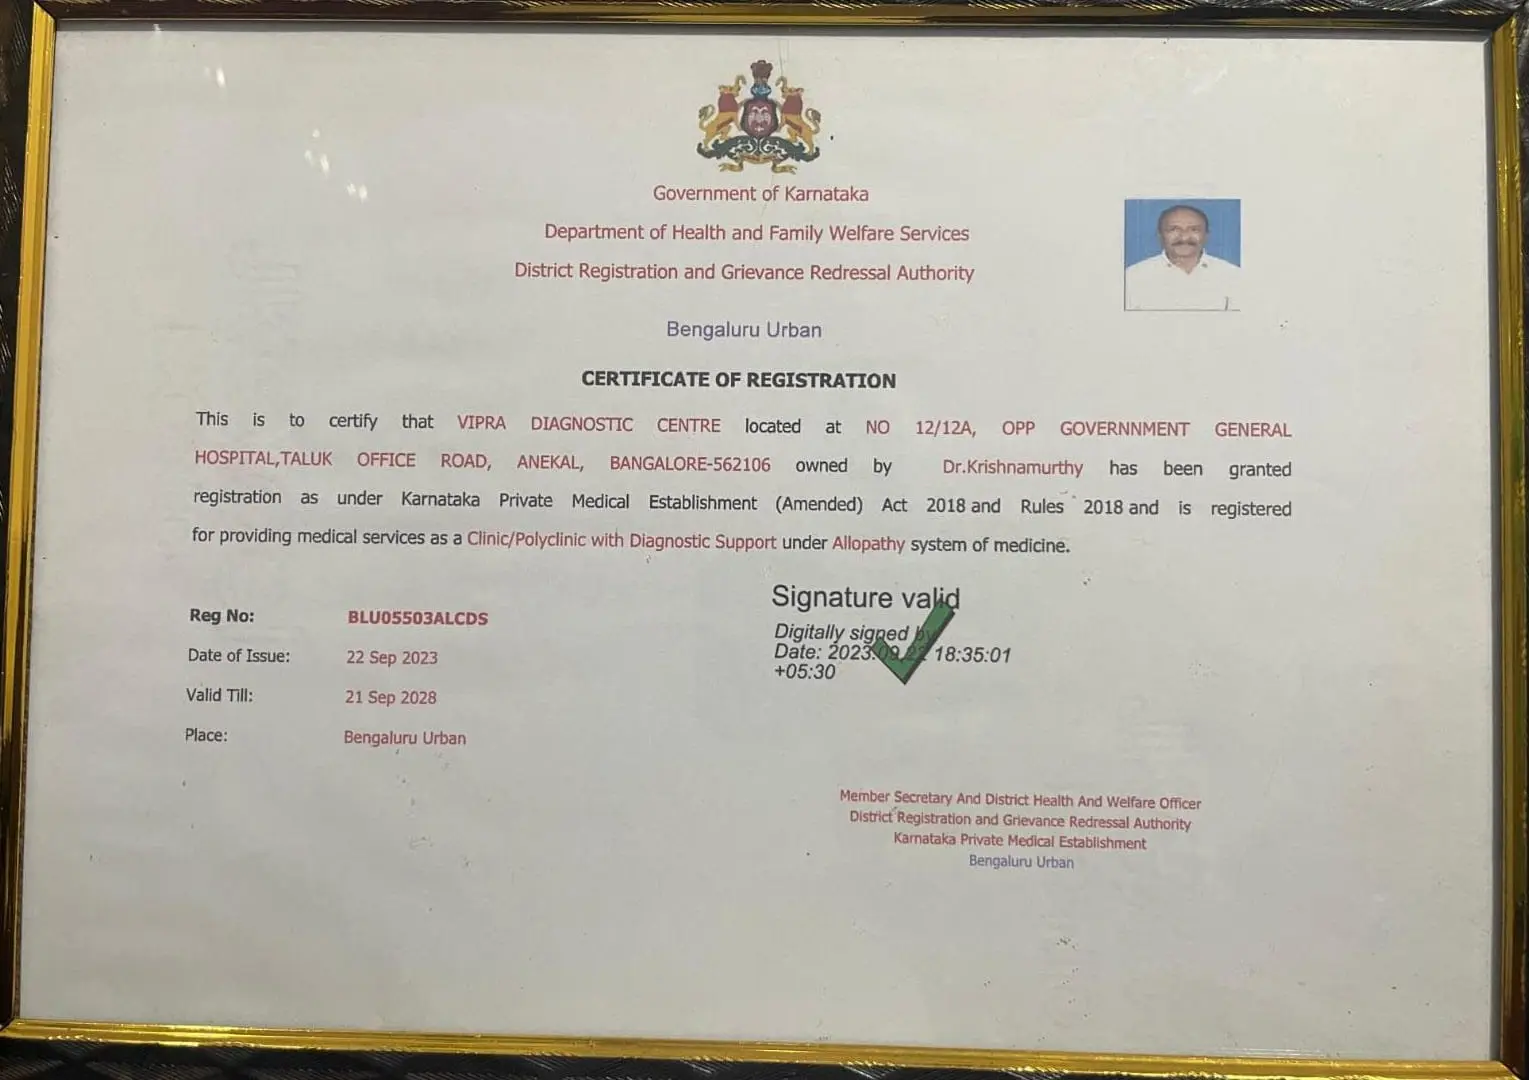 Government of Karnataka
Department of Health and Family Welfare Services
District Registration and Grievance Redressal Authority
Bengaluru Urban
CERTIFICATE OF REGISTRATION
This is to certify that VIPRA DIAGNOSTIC CENTRE located at NO 12/12A, OPP GOVERNNMENT GENERAL
HOSPITAL,TALUK OFFICE ROAD, ANEKAL, BANGALORE-562106 owned by Dr.Krishnamurthy has been granted
registration as under Karnataka Private Medical Establishment (Amended) Act 2018 and Rules 2018 and is registered
for providing medical services as a Clinic/Polyclinic with Diagnostic Support under Allopathy system of medicine.
Reg No: BLU05503ALCDS
Date of Issue: 22 Sep 2023
Valid Till: 21 Sep 2028
Place: Bengaluru Urban
Signature valid
Digitally signed by
Date: 2023.09.22 18:35:01
+05:30
Member Secretary And District Health And Welfare Officer
District Registration and Grievance Redressal Authority
Karnataka Private Medical Establishment
Bengaluru Urban